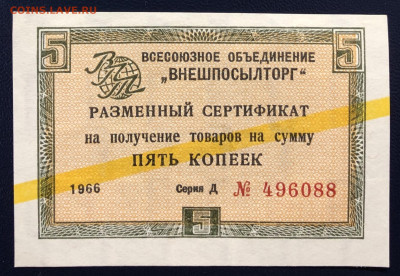 COINS.LAVE.RU
5 ВСЕСОЮЗНОЕ ОБЪЕДИНЕНИЕ 5
„ВНЕШПОСЫЛТОРГ“
ВПТ
РАЗМЕННЫЙ СЕРТИФИКАТ
на получение товаров на сумму
ПЯТЬ КОПЕЕК
1966 Серия Д № 496088
5